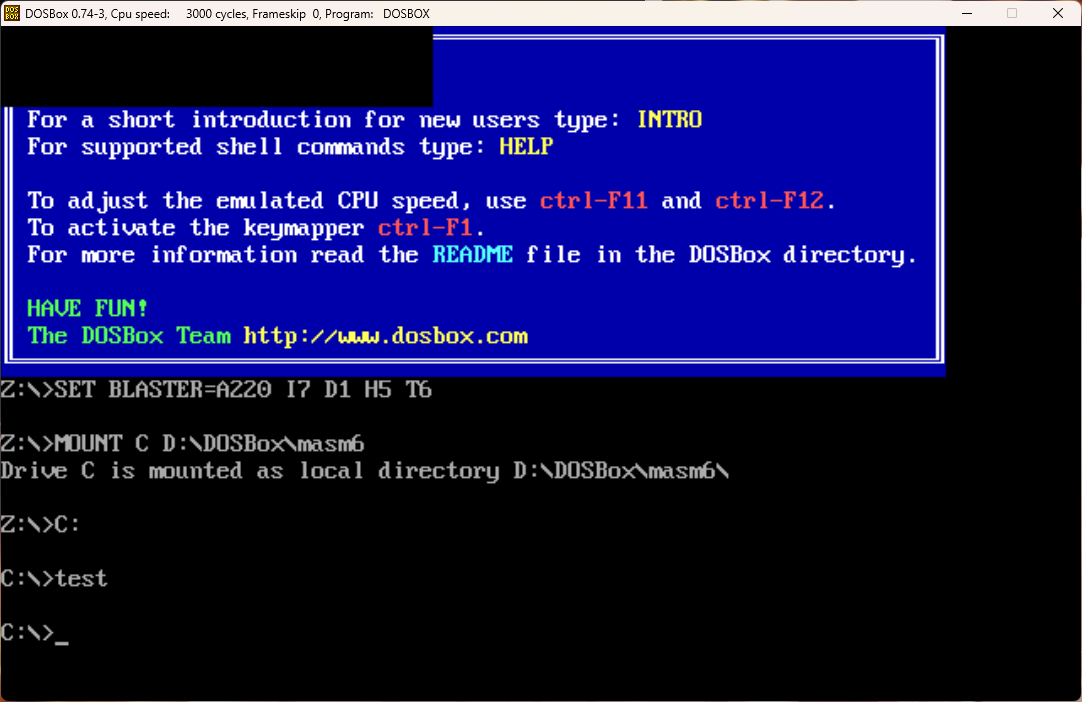 DOSBox 0.74-3, Cpu speed: 3000 cycles, Frameskip 0, Program: DOSBOX
For a short introduction for new users type: INTRO
For supported shell commands type: HELP
To adjust the emulated CPU speed, use ctrl-F11 and ctrl-F12.
To activate the keymapper ctrl-F1.
For more information read the README file in the DOSBox directory.
HAVE FUN!
The DOSBox Team http://www.dosbox.com
Z:\>SET BLASTER=A220 I7 D1 H5 T6
Z:\>MOUNT C D:\DOSBox\masm6
Drive C is mounted as local directory D:\DOSBox\masm6\
Z:\>C:
C:\>test
C:\>_